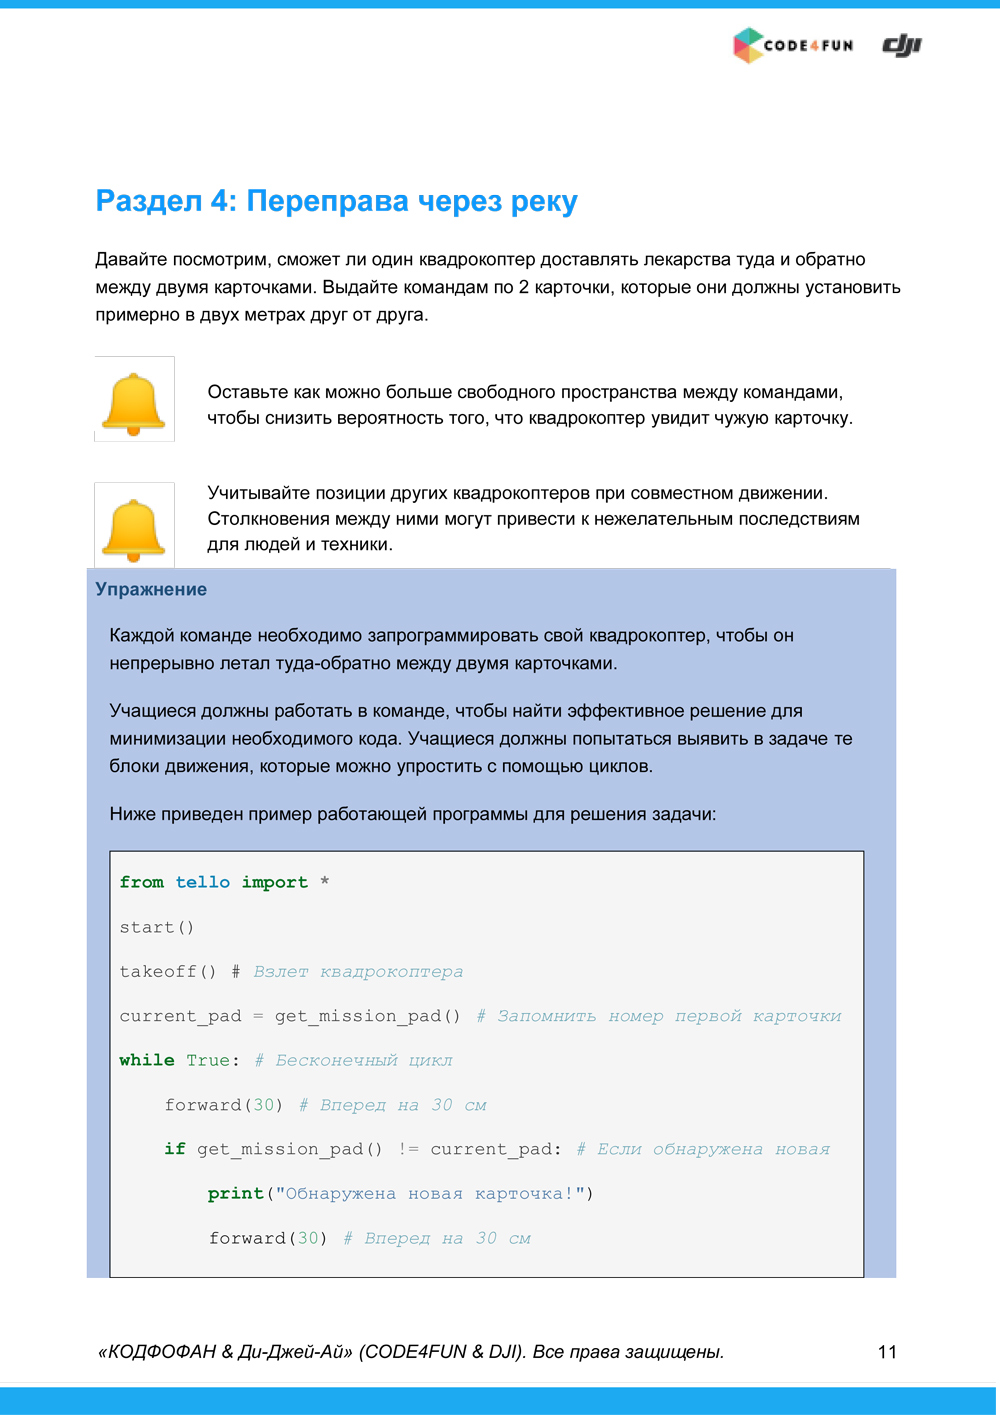 CODE4FUN dji
Раздел 4: Переправа через реку
Давайте посмотрим, сможет ли один квадрокоптер доставлять лекарства туда и обратно
между двумя карточками. Выдайте командам по 2 карточки, которые они должны установить
примерно в двух метрах друг от друга.
Оставьте как можно больше свободного пространства между командами,
чтобы снизить вероятность того, что квадрокоптер увидит чужую карточку.
Учитывайте позиции других квадрокоптеров при совместном движении.
Столкновения между ними могут привести к нежелательным последствиям
для людей и техники.
Упражнение
Каждой команде необходимо запрограммировать свой квадрокоптер, чтобы он
непрерывно летал туда-обратно между двумя карточками.
Учащиеся должны работать в команде, чтобы найти эффективное решение для
минимизации необходимого кода. Учащиеся должны попытаться выявить в задаче те
блоки движения, которые можно упростить с помощью циклов.
Ниже приведен пример работающей программы для решения задачи:
from tello import *
start()
takeoff() # Взлет квадрокоптера
current_pad = get_mission_pad() # Запомнить номер первой карточки
while True: # Бесконечный цикл
    forward(30) # Вперед на 30 см
    if get_mission_pad() != current_pad: # Если обнаружена новая
        print("Обнаружена новая карточка!")
        forward(30) # Вперед на 30 см
«КОДФОФАН & Ди-Джей-Ай» (CODE4FUN & DJI). Все права защищены. 11